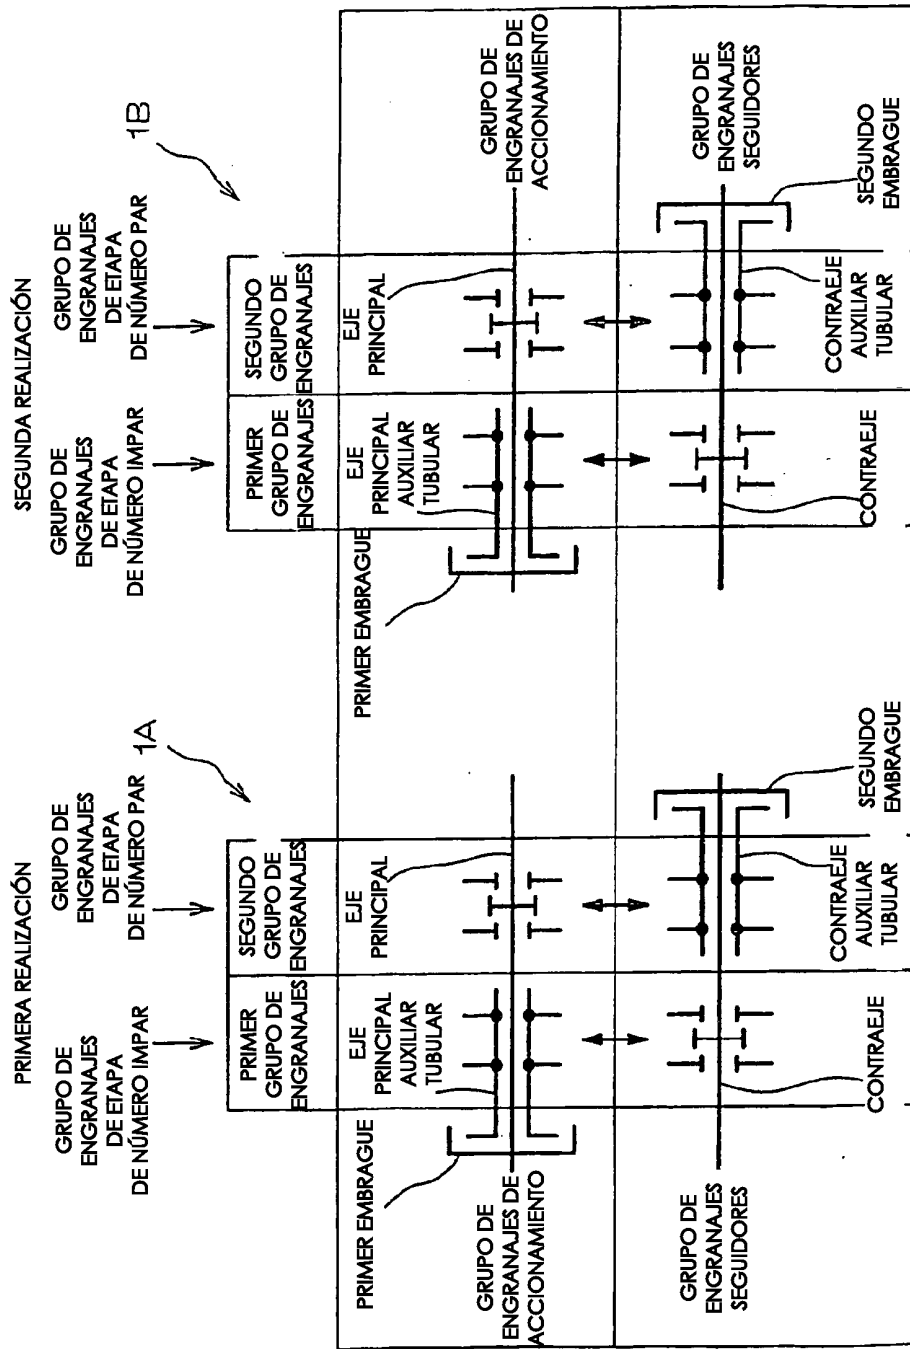 PRIMERA REALIZACIÓN
1A
GRUPO DE
ENGRANAJES
DE ETAPA
DE NÚMERO IMPAR
GRUPO DE
ENGRANAJES
DE ETAPA
DE NÚMERO PAR
PRIMER
GRUPO DE
ENGRANAJES
SEGUNDO
GRUPO DE
ENGRANAJES
PRIMER EMBRAGUE
EJE
PRINCIPAL
AUXILIAR
TUBULAR
EJE
PRINCIPAL
GRUPO DE
ENGRANAJES DE
ACCIONAMIENTO
GRUPO DE
ENGRANAJES
SEGUIDORES
CONTRAEJE
CONTRAEJE
AUXILIAR
TUBULAR
SEGUNDO
EMBRAGUE
SEGUNDA REALIZACIÓN
1B
GRUPO DE
ENGRANAJES
DE ETAPA
DE NÚMERO IMPAR
GRUPO DE
ENGRANAJES
DE ETAPA
DE NÚMERO PAR
PRIMER
GRUPO DE
ENGRANAJES
SEGUNDO
GRUPO DE
ENGRANAJES
PRIMER EMBRAGUE
EJE
PRINCIPAL
AUXILIAR
TUBULAR
EJE
PRINCIPAL
GRUPO DE
ENGRANAJES DE
ACCIONAMIENTO
GRUPO DE
ENGRANAJES
SEGUIDORES
CONTRAEJE
CONTRAEJE
AUXILIAR
TUBULAR
SEGUNDO
EMBRAGUE